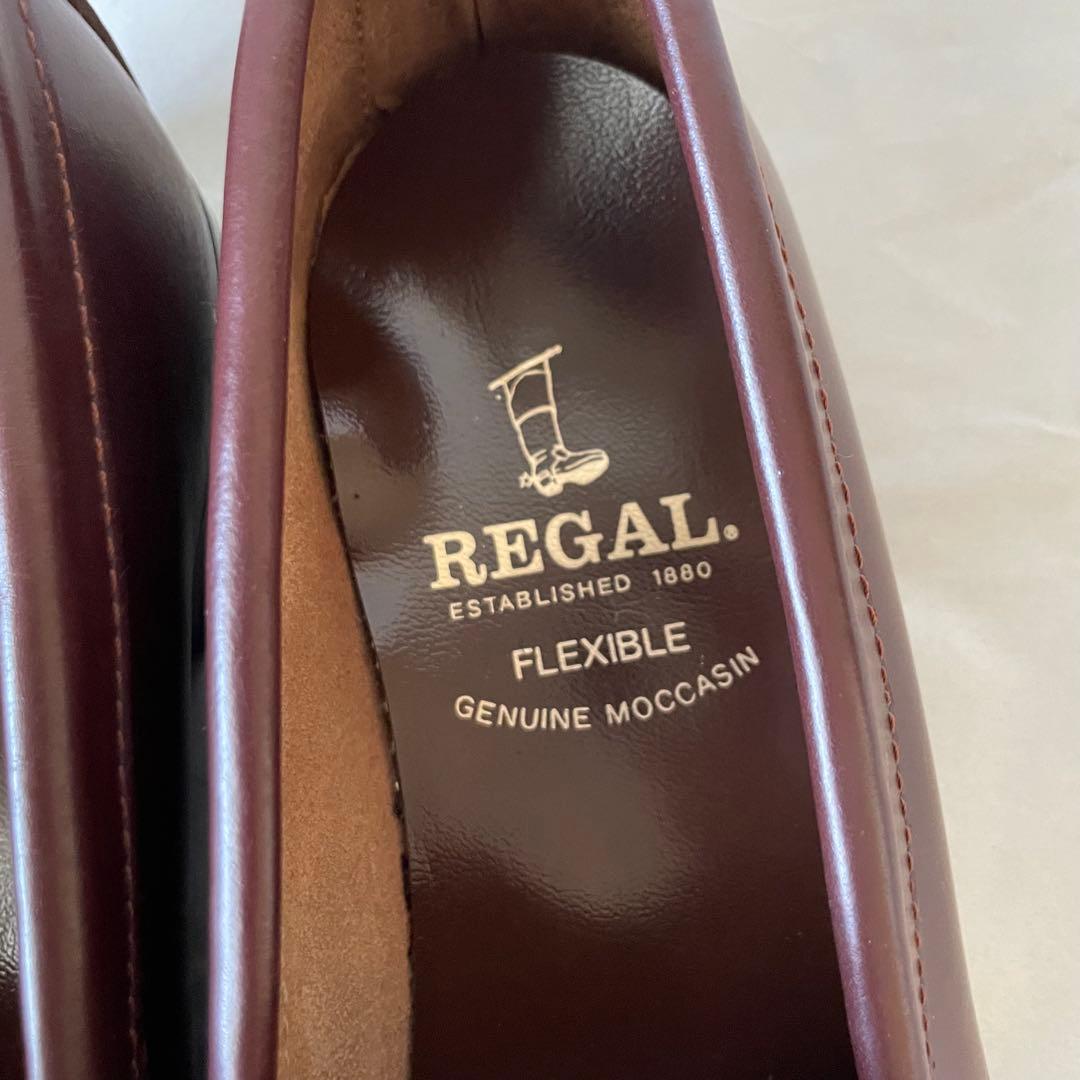 REGAL.®
ESTABLISHED 1880
FLEXIBLE
GENUINE MOCCASIN